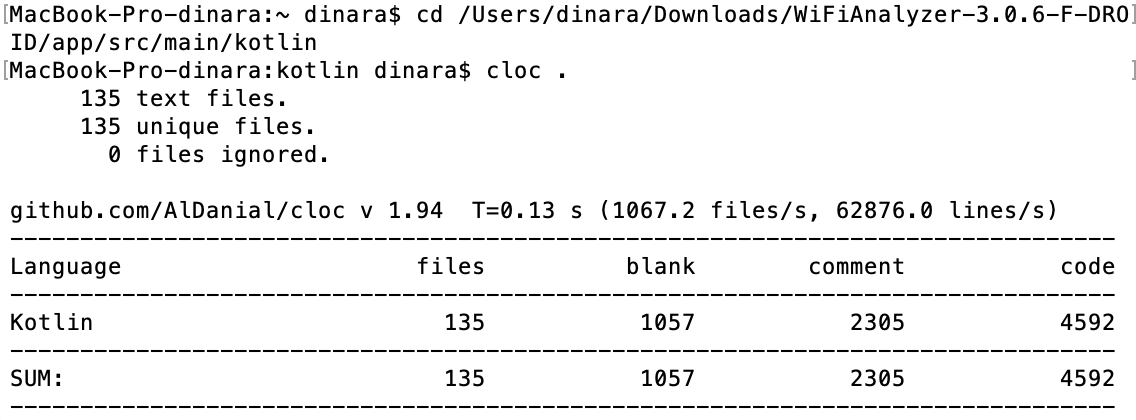 [MacBook-Pro-dinara:~ dinara$ cd /Users/dinara/Downloads/WiFiAnalyzer-3.0.6-F-DRO]
ID/app/src/main/kotlin
[MacBook-Pro-dinara:kotlin dinara$ cloc . ]
     135 text files.
     135 unique files.
       0 files ignored.

github.com/AlDanial/cloc v 1.94  T=0.13 s (1067.2 files/s, 62876.0 lines/s)
-------------------------------------------------------------------------------
Language                     files          blank        comment           code
-------------------------------------------------------------------------------
Kotlin                         135           1057           2305           4592
-------------------------------------------------------------------------------
SUM:                           135           1057           2305           4592
-------------------------------------------------------------------------------